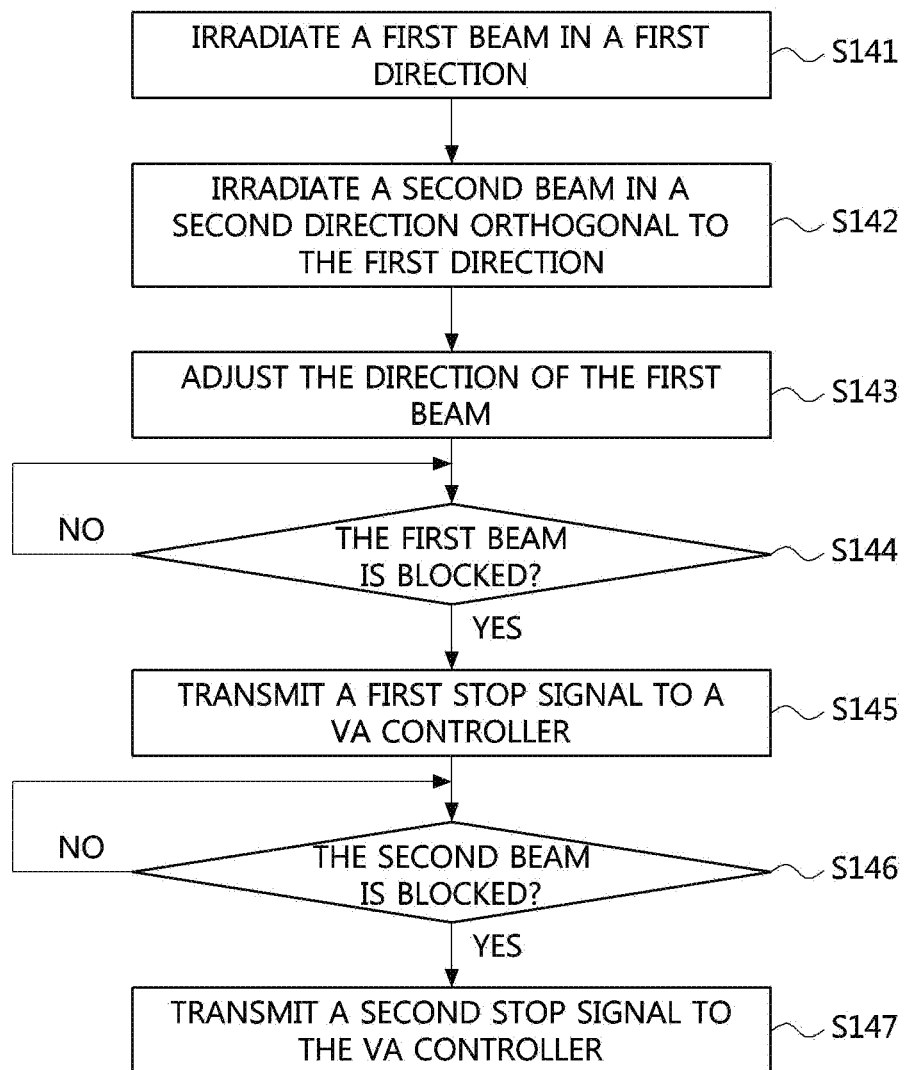 IRRADIATE A FIRST BEAM IN A FIRST
DIRECTION
S141
IRRADIATE A SECOND BEAM IN A
SECOND DIRECTION ORTHOGONAL TO
THE FIRST DIRECTION
S142
ADJUST THE DIRECTION OF THE FIRST
BEAM
S143
NO
THE FIRST BEAM
IS BLOCKED?
S144
YES
TRANSMIT A FIRST STOP SIGNAL TO A
VA CONTROLLER
S145
NO
THE SECOND BEAM
IS BLOCKED?
S146
YES
TRANSMIT A SECOND STOP SIGNAL TO
THE VA CONTROLLER
S147